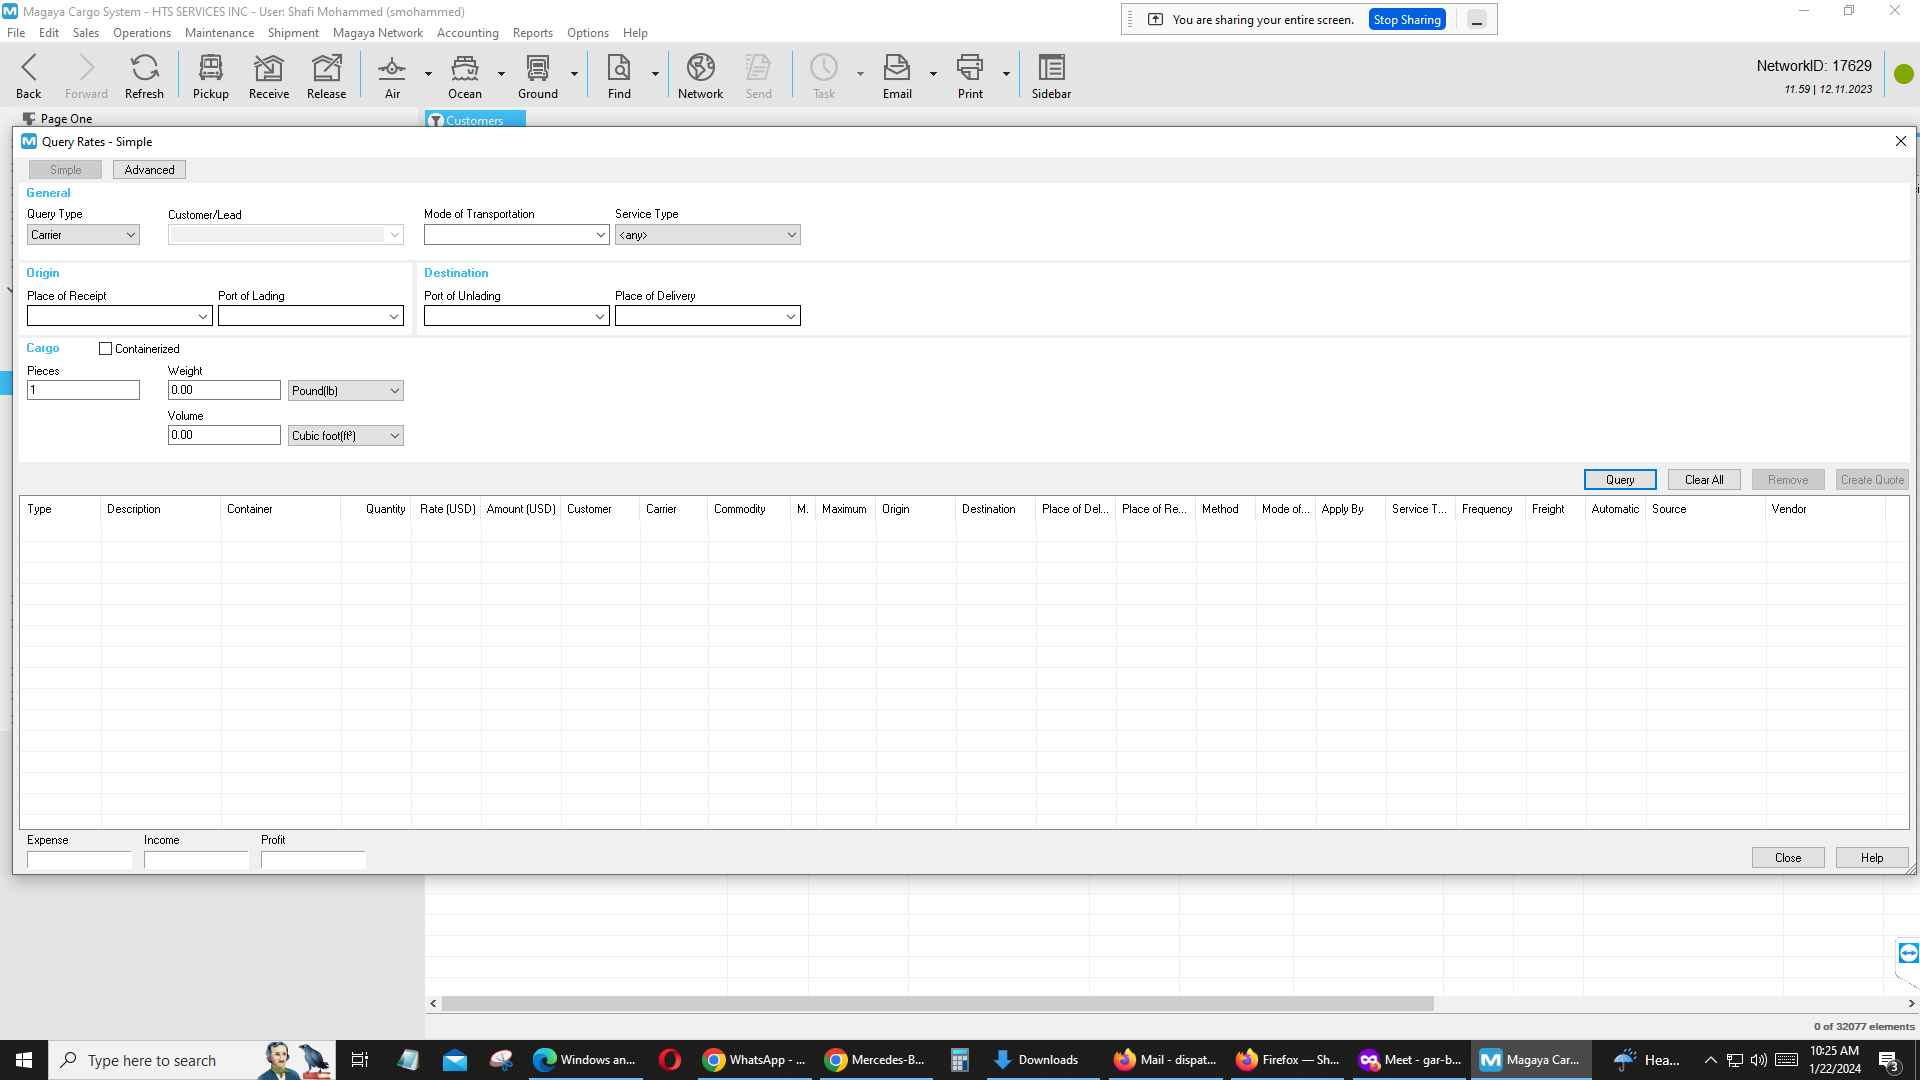 Magaya Cargo System - HTS SERVICES INC - User: Shafi Mohammed (smohammed)
You are sharing your entire screen. Stop Sharing
File Edit Sales Operations Maintenance Shipment Magaya Network Accounting Reports Options Help
Back Forward Refresh Pickup Receive Release Air Ocean Ground Find Network Send Task Email Print Sidebar
NetworkID: 17629
11.59 | 12.11.2023
Page One
Customers
Query Rates - Simple
Simple Advanced
General
Query Type Customer/Lead Mode of Transportation Service Type
Carrier <any>
Origin Destination
Place of Receipt Port of Lading Port of Unlading Place of Delivery
Cargo Containerized
Pieces Weight
1 0.00 Pound(lb)
Volume
0.00 Cubic foot(ft³)
Query Clear All Remove Create Quote
Type Description Container Quantity Rate (USD) Amount (USD) Customer Carrier Commodity M. Maximum Origin Destination Place of Del... Place of Re... Method Mode of... Apply By Service T... Frequency Freight Automatic Source Vendor
Expense Income Profit
Close Help
0 of 32077 elements
Type here to search
Windows an... WhatsApp - ... Mercedes-B... Downloads Mail - dispat... Firefox — Sh... Meet - gar-b... Magaya Car... Hea...
10:25 AM
1/22/2024
3